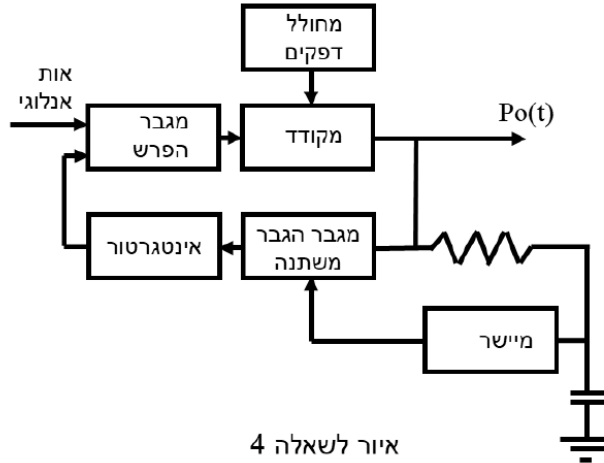 מחולל
דפקים
אות
אנלוגי
מגבר
הפרש
מקודד
Po(t)
אינטגרטור
מגבר הגבר
משתנה
מיישר
איור לשאלה 4